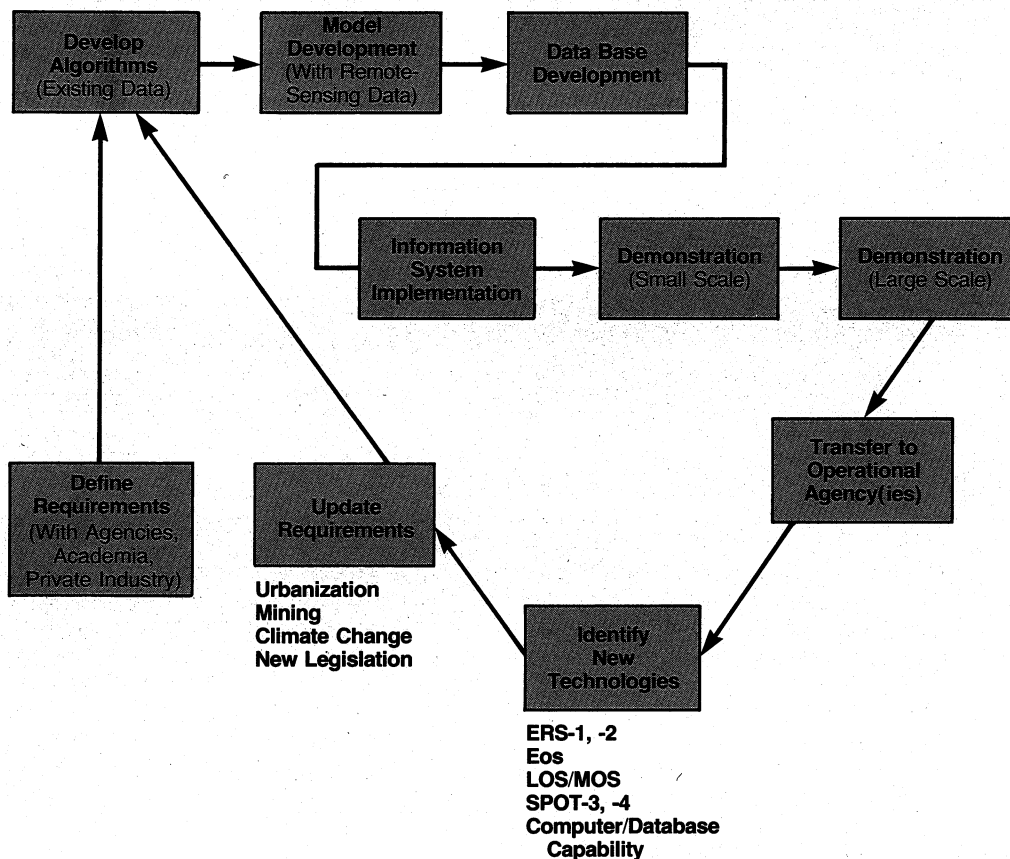 Develop
Algorithms
(Existing Data)
Model
Development
(With Remote-
Sensing Data)
Data Base
Development
Information
System
Implementation
Demonstration
(Small Scale)
Demonstration
(Large Scale)
Transfer to
Operational
Agency(ies)
Define
Requirements
(With Agencies,
Academia,
Private Industry)
Update
Requirements
Urbanization
Mining
Climate Change
New Legislation
Identify
New
Technologies
ERS-1, -2
Eos
LOS/MOS
SPOT-3, -4
Computer/Database
Capability